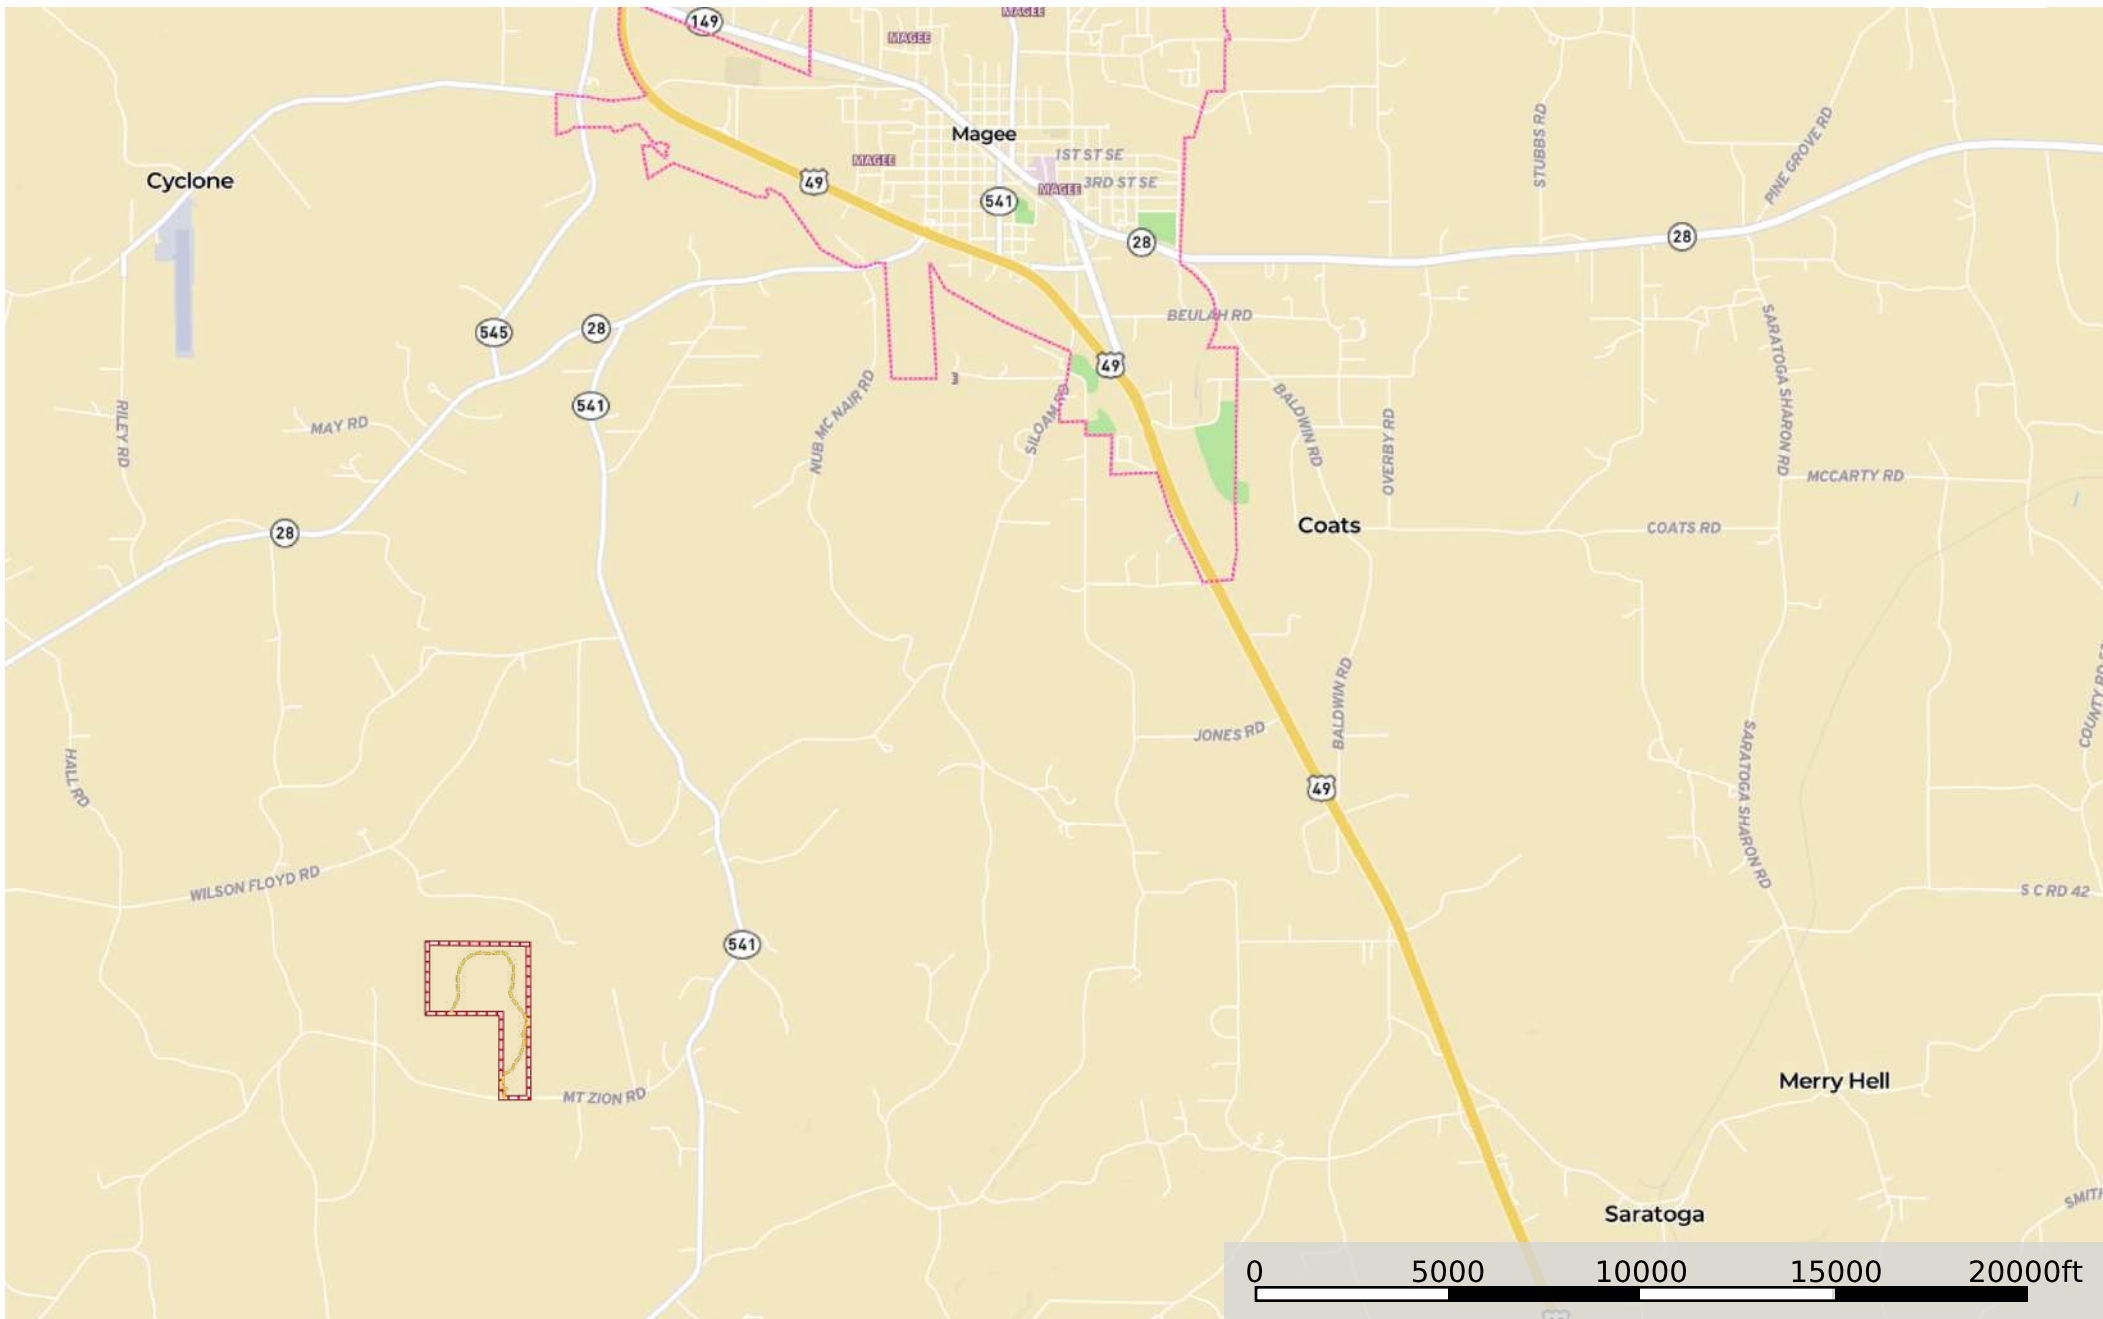 MAGEE
149
MAGEE
Magee
1ST ST SE
MAGEE
3RD ST SE
MAGEE
STUBBS RD
PINE GROVE RD
Cyclone
49
541
28
28
BEULAH RD
545
28
541
49
RILEY RD
MAY RD
NUB MC NAIR RD
SILOAM RD
BALDWIN RD
OVERBY RD
SARATOGA SHARON RD
MCCARTY RD
28
Coats
COATS RD
COUNTY RD
BALDWIN RD
JONES RD
HALL RD
49
SARATOGA SHARON RD
WILSON FLOYD RD
S C RD 42
541
MT ZION RD
Merry Hell
Saratoga
SMITH
0 5000 10000 15000 20000ft